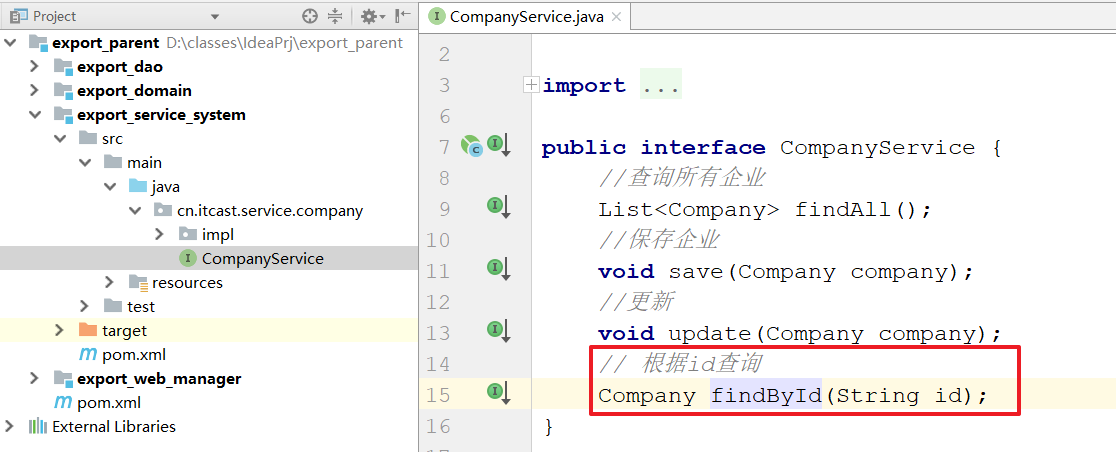 Project
export_parent D:\classes\IdeaPrj\export_parent
export_dao
export_domain
export_service_system
src
main
java
cn.itcast.service.company
impl
CompanyService
resources
test
target
pom.xml
export_web_manager
pom.xml
External Libraries
CompanyService.java
2
3 import ...
6
7 public interface CompanyService {
8 //查询所有企业
9 List<Company> findAll();
10 //保存企业
11 void save(Company company);
12 //更新
13 void update(Company company);
14 // 根据id查询
15 Company findById(String id);
16 }